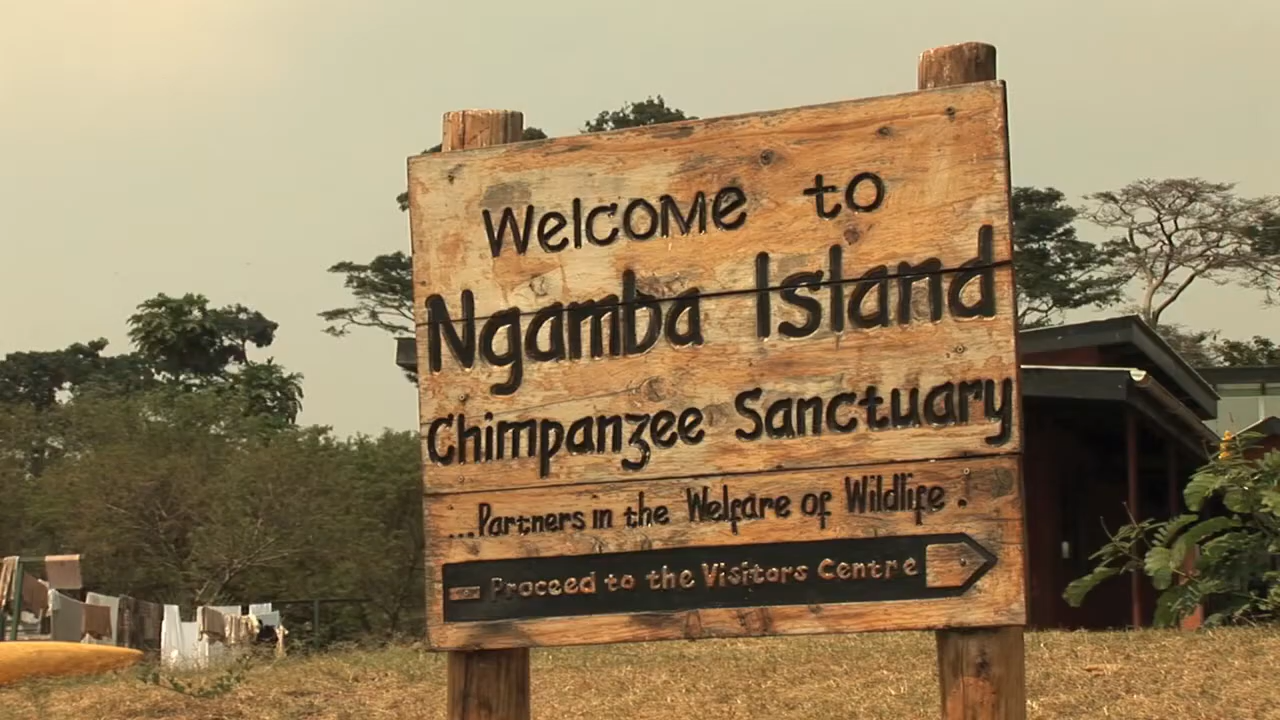 Welcome to
Ngamba Island
Chimpanzee Sanctuary
...Partners in the Welfare of Wildlife.
Proceed to the Visitors Centre